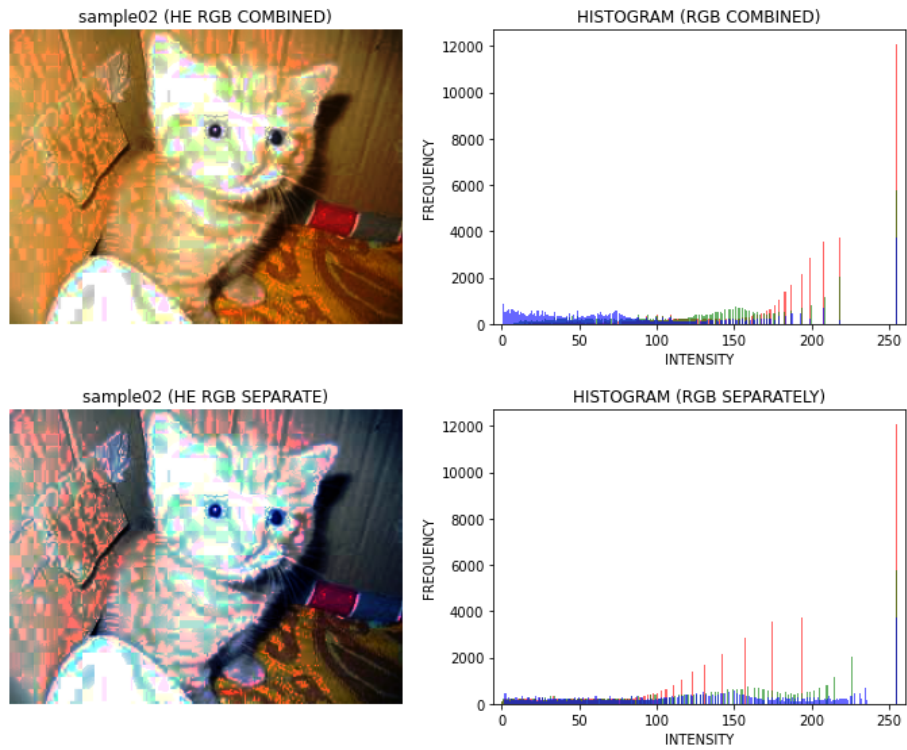 sample02 (HE RGB COMBINED)
HISTOGRAM (RGB COMBINED)
12000
10000
8000
6000
4000
2000
0
FREQUENCY
0 50 100 150 200 250
INTENSITY
sample02 (HE RGB SEPARATE)
HISTOGRAM (RGB SEPARATELY)
12000
10000
8000
6000
4000
2000
0
FREQUENCY
0 50 100 150 200 250
INTENSITY